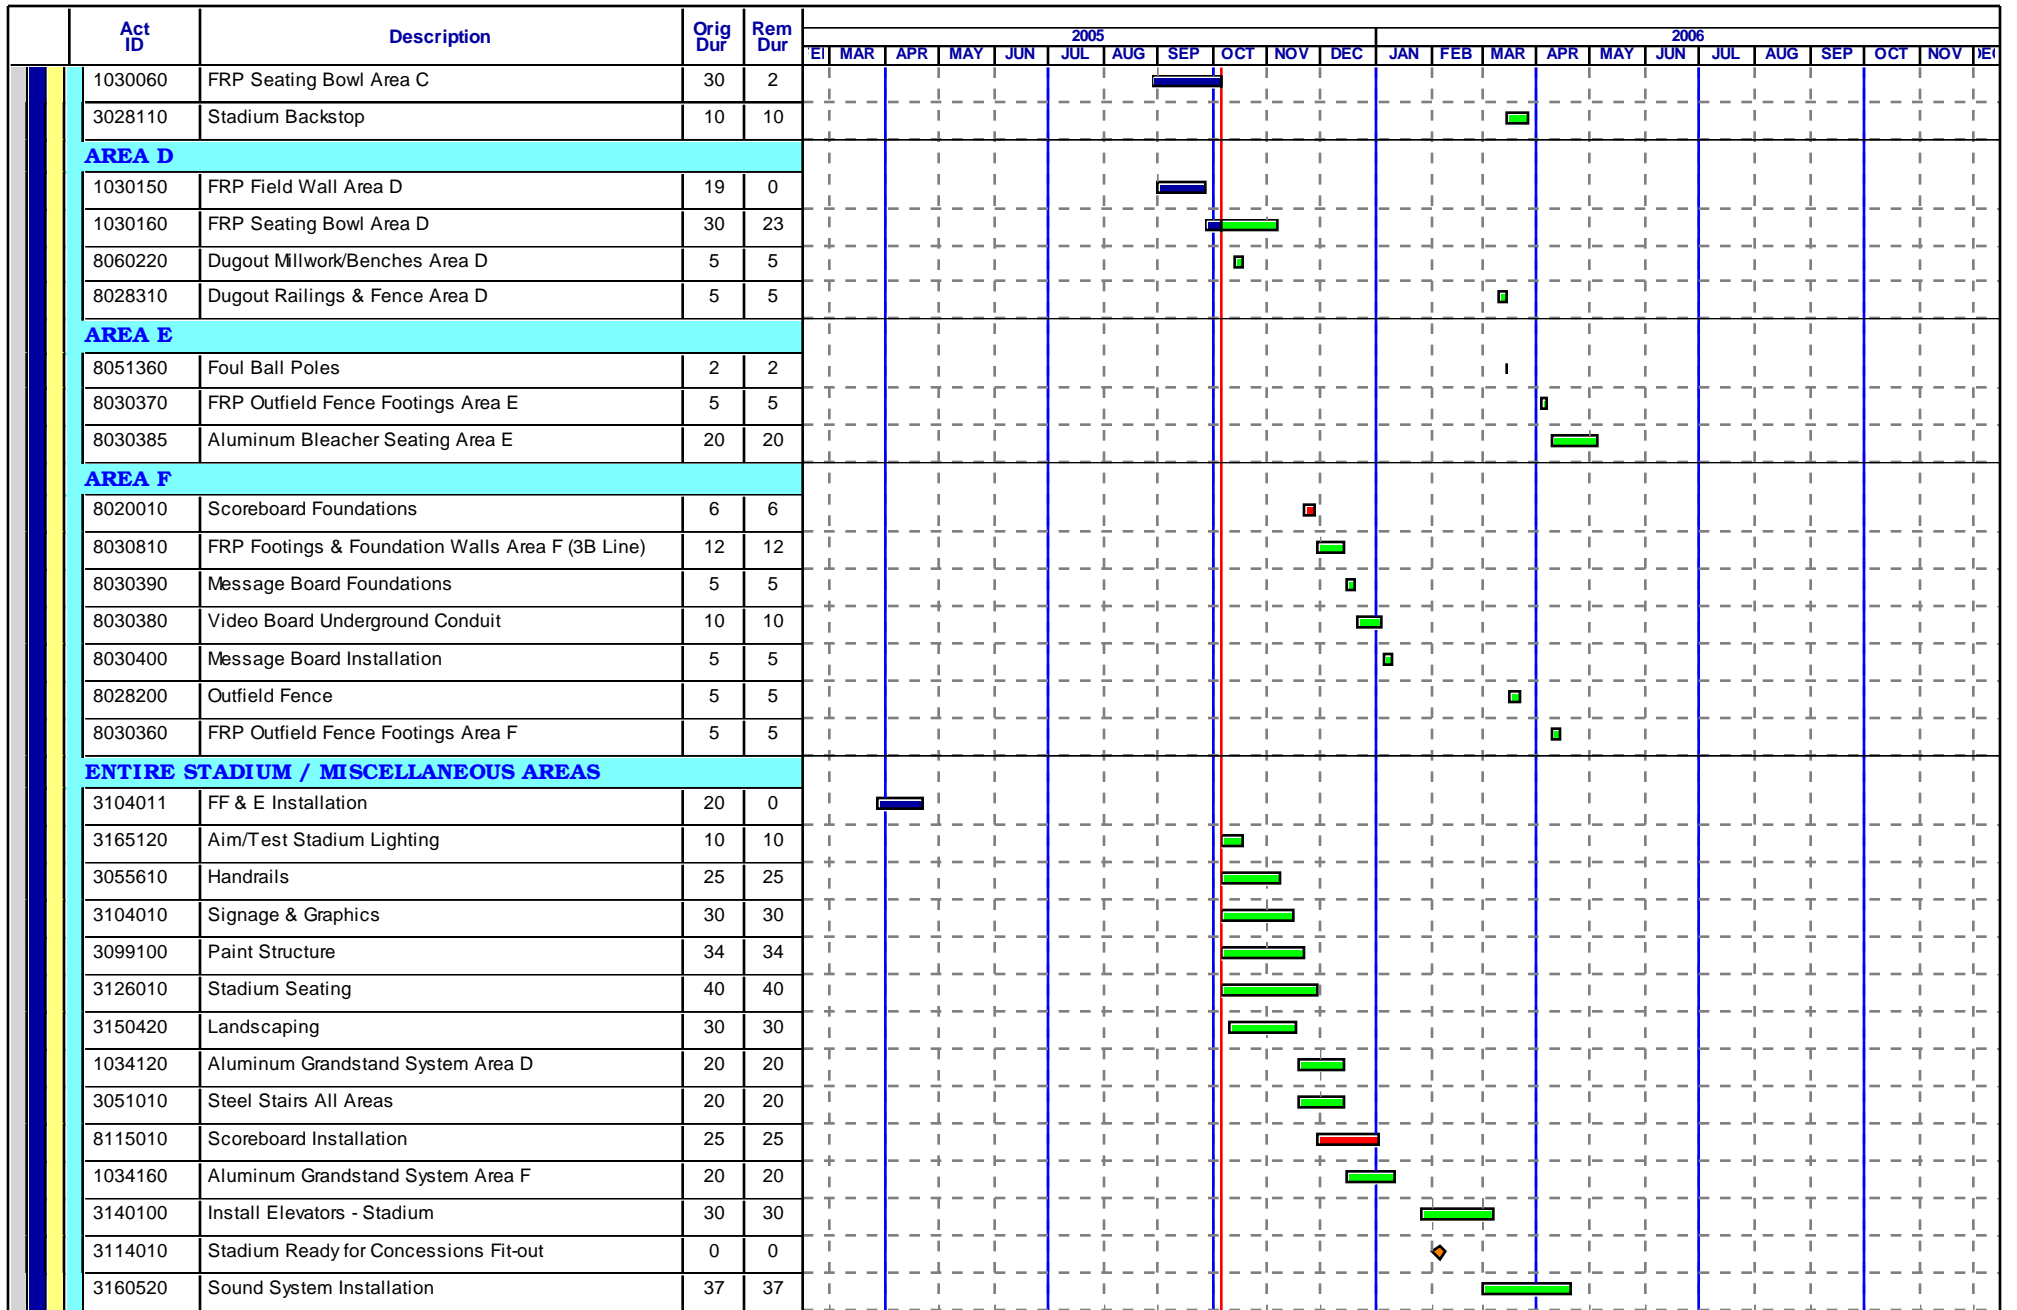 Act ID Description Orig Dur Rem Dur
2005 2006
MAR APR MAY JUN JUL AUG SEP OCT NOV DEC JAN FEB MAR APR MAY JUN JUL AUG SEP OCT NOV
1030060 FRP Seating Bowl Area C 30 2
3028110 Stadium Backstop 10 10
AREA D
1030150 FRP Field Wall Area D 19 0
1030160 FRP Seating Bowl Area D 30 23
8060220 Dugout Millwork/Benches Area D 5 5
8028310 Dugout Railings & Fence Area D 5 5
AREA E
8051360 Foul Ball Poles 2 2
8030370 FRP Outfield Fence Footings Area E 5 5
8030385 Aluminum Bleacher Seating Area E 20 20
AREA F
8020010 Scoreboard Foundations 6 6
8030810 FRP Footings & Foundation Walls Area F (3B Line) 12 12
8030390 Message Board Foundations 5 5
8030380 Video Board Underground Conduit 10 10
8030400 Message Board Installation 5 5
8028200 Outfield Fence 5 5
8030360 FRP Outfield Fence Footings Area F 5 5
ENTIRE STADIUM / MISCELLANEOUS AREAS
3104011 FF & E Installation 20 0
3165120 Aim/Test Stadium Lighting 10 10
3055610 Handrails 25 25
3104010 Signage & Graphics 30 30
3099100 Paint Structure 34 34
3126010 Stadium Seating 40 40
3150420 Landscaping 30 30
1034120 Aluminum Grandstand System Area D 20 20
3051010 Steel Stairs All Areas 20 20
8115010 Scoreboard Installation 25 25
1034160 Aluminum Grandstand System Area F 20 20
3140100 Install Elevators - Stadium 30 30
3114010 Stadium Ready for Concessions Fit-out 0 0
3160520 Sound System Installation 37 37